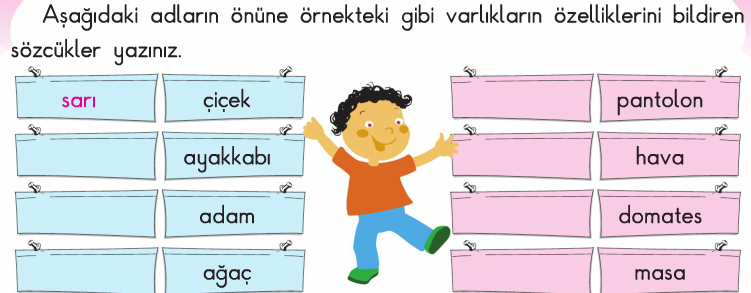 Aşağıdaki adların önüne örnekteki gibi varlıkların özelliklerini bildiren
sözcükler yazınız.
sarı çiçek
ayakkabı
adam
ağaç
pantolon
hava
domates
masa